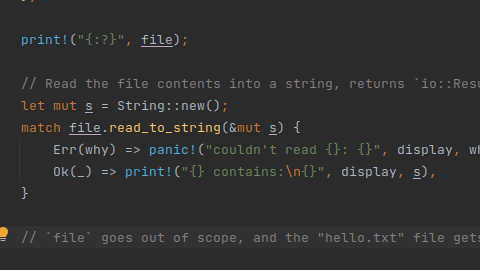 print!("{:?}", file);
// Read the file contents into a string, returns `io::Resu
let mut s = String::new();
match file.read_to_string(&mut s) {
Err(why) => panic!("couldn't read {}: {}", display, wh
Ok(_) => print!("{} contains:\n{}", display, s),
}
// `file` goes out of scope, and the "hello.txt" file gets